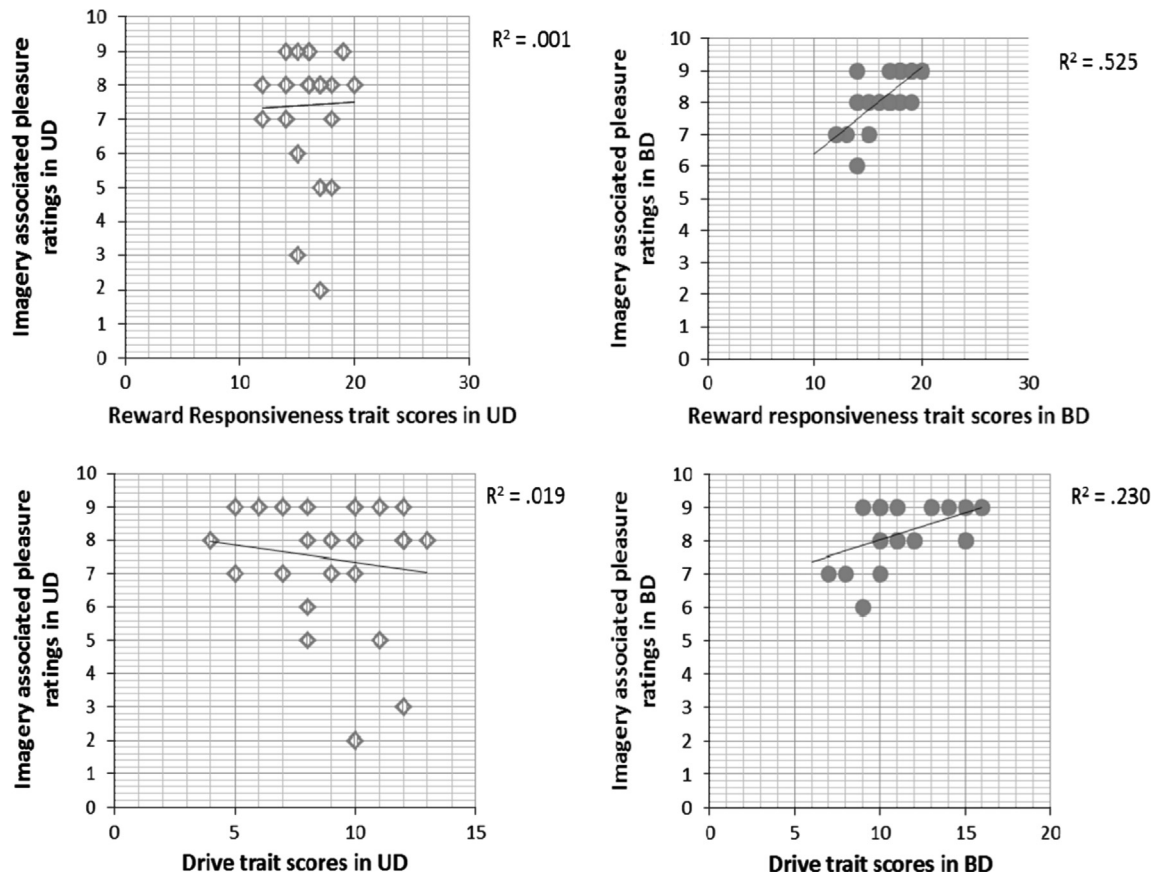 10
9
8
7
6
5
4
3
2
1
0
0 10 20 30
Imagery associated pleasure
ratings in UD
Reward Responsiveness trait scores in UD
R² = .001
10
9
8
7
6
5
4
3
2
1
0
0 10 20 30
Imagery associated pleasure
ratings in BD
Reward responsiveness trait scores in BD
R² = .525
10
9
8
7
6
5
4
3
2
1
0
0 5 10 15
Imagery associated pleasure
ratings in UD
Drive trait scores in UD
R² = .019
10
9
8
7
6
5
4
3
2
1
0
0 5 10 15 20
Imagery associated pleasure
ratings in BD
Drive trait scores in BD
R² = .230